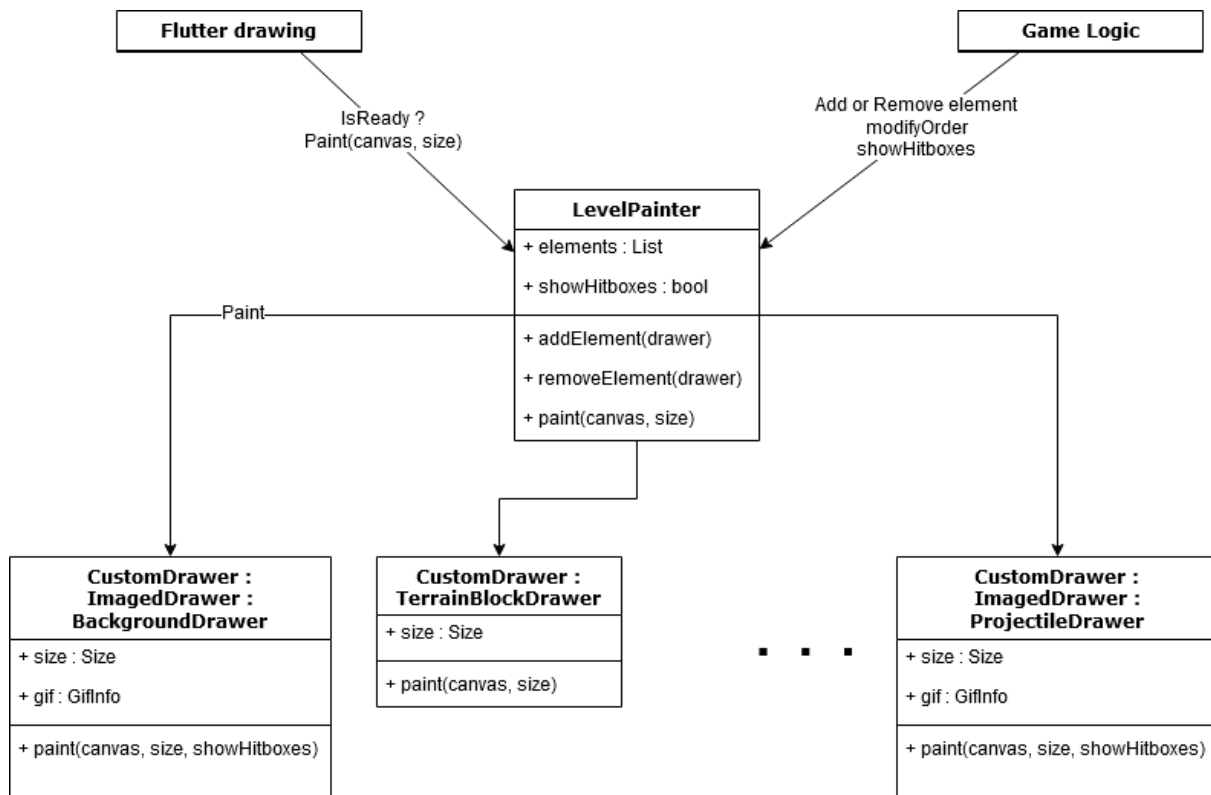 Flutter drawing
Game Logic
IsReady ?
Paint(canvas, size)
Add or Remove element
modifyOrder
showHitboxes
LevelPainter
+ elements : List
+ showHitboxes : bool
+ addElement(drawer)
+ removeElement(drawer)
+ paint(canvas, size)
Paint
CustomDrawer :
ImagedDrawer :
BackgroundDrawer
+ size : Size
+ gif : GifInfo
+ paint(canvas, size, showHitboxes)
CustomDrawer :
TerrainBlockDrawer
+ size : Size
+ paint(canvas, size)
. . .
CustomDrawer :
ImagedDrawer :
ProjectileDrawer
+ size : Size
+ gif : GifInfo
+ paint(canvas, size, showHitboxes)